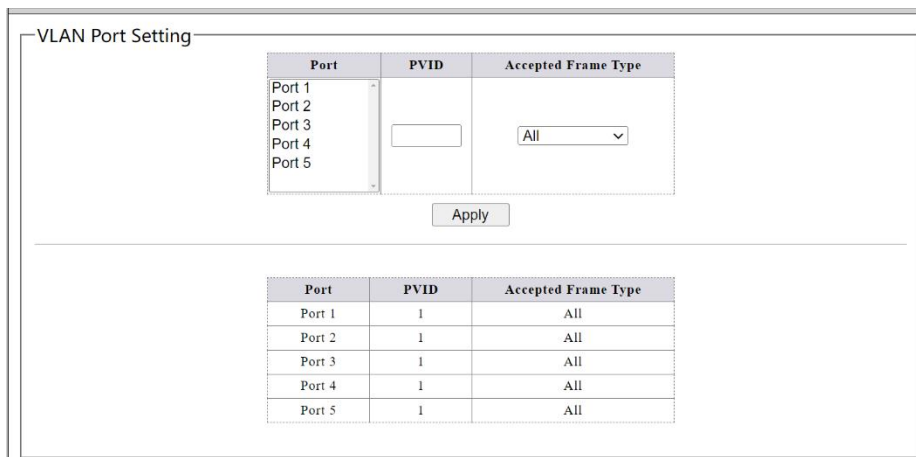 VLAN Port Setting
Port PVID Accepted Frame Type
Port 1
Port 2
Port 3
Port 4
Port 5
All
Apply
Port PVID Accepted Frame Type
Port 1 1 All
Port 2 1 All
Port 3 1 All
Port 4 1 All
Port 5 1 All